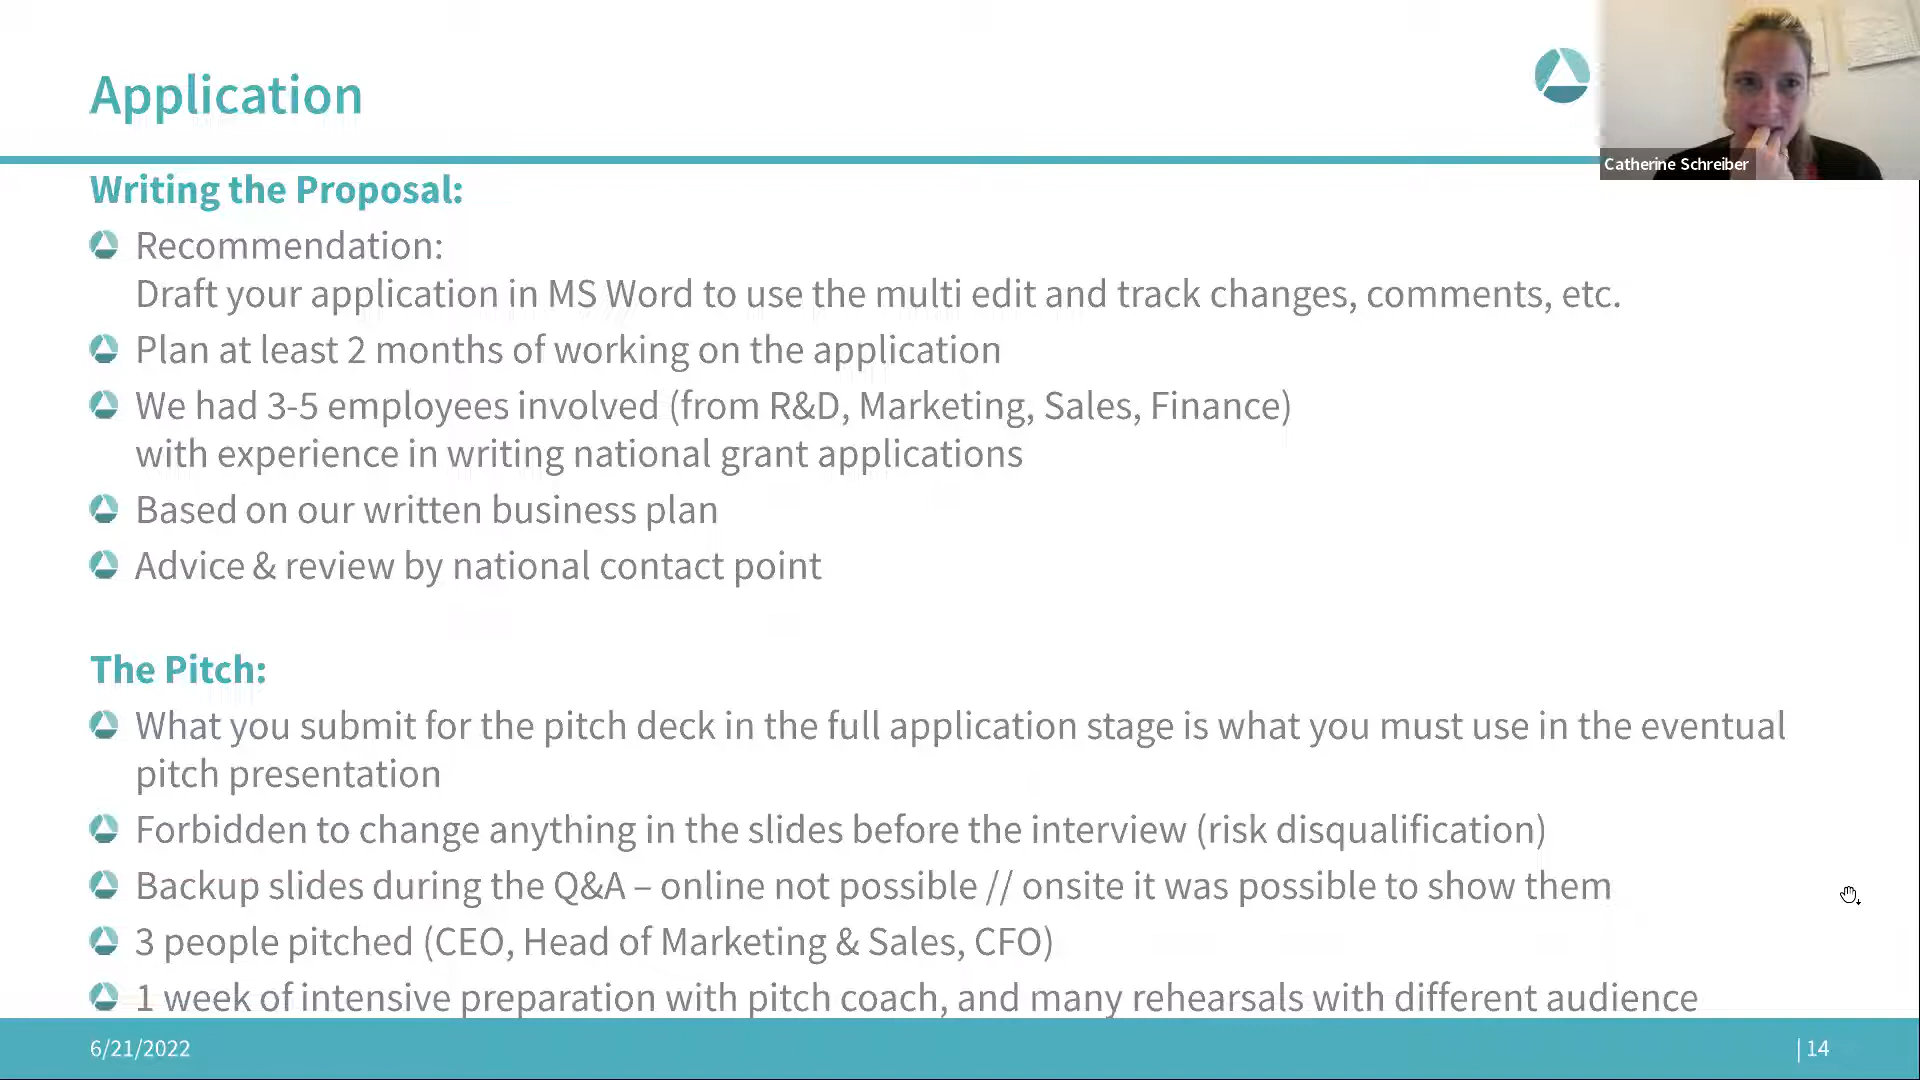 Application
Catherine Schreiber
Writing the Proposal:
Recommendation:
Draft your application in MS Word to use the multi edit and track changes, comments, etc.
Plan at least 2 months of working on the application
We had 3-5 employees involved (from R&D, Marketing, Sales, Finance)
with experience in writing national grant applications
Based on our written business plan
Advice & review by national contact point
The Pitch:
What you submit for the pitch deck in the full application stage is what you must use in the eventual
pitch presentation
Forbidden to change anything in the slides before the interview (risk disqualification)
Backup slides during the Q&A – online not possible // onsite it was possible to show them
3 people pitched (CEO, Head of Marketing & Sales, CFO)
1 week of intensive preparation with pitch coach, and many rehearsals with different audience
6/21/2022
| 14